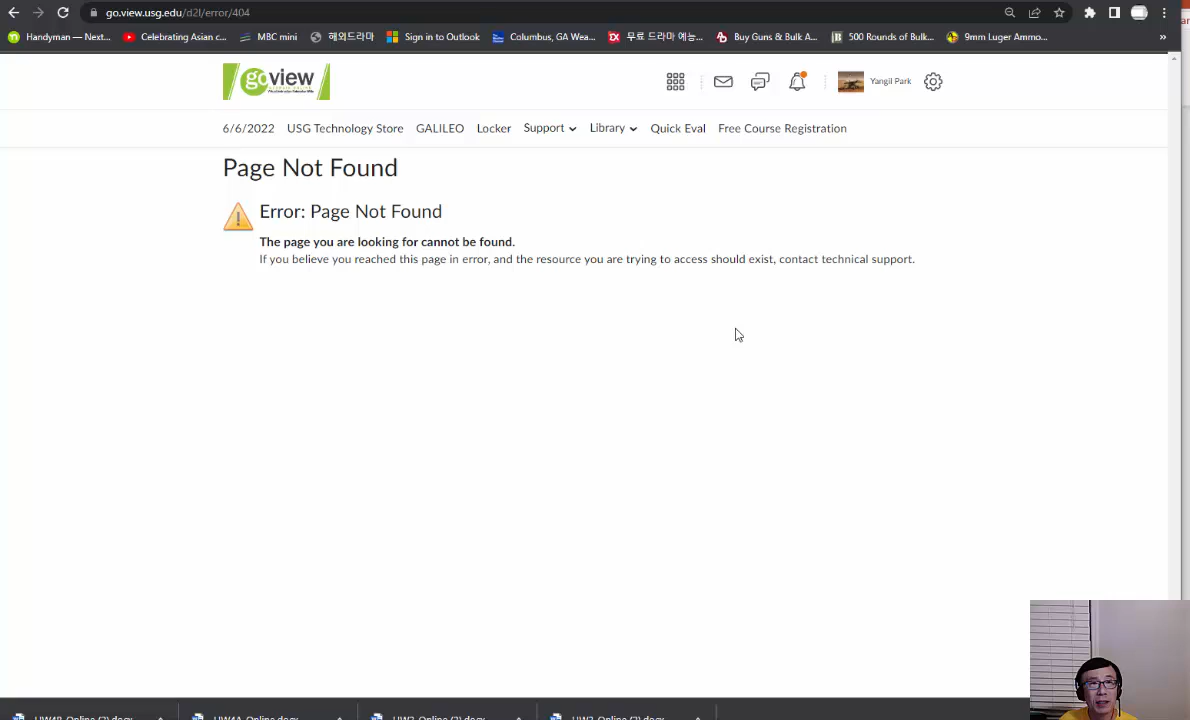 go.view.usg.edu/d2l/error/404
Handyman — Next... Celebrating Asian c... MBC mini 해외드라마 Sign in to Outlook Columbus, GA Wea... 무료 드라마 예능... Buy Guns & Bulk A... 500 Rounds of Bulk... 9mm Luger Ammo... »
goview
Yangil Park
6/6/2022 USG Technology Store GALILEO Locker Support Library Quick Eval Free Course Registration
Page Not Found
Error: Page Not Found
The page you are looking for cannot be found.
If you believe you reached this page in error, and the resource you are trying to access should exist, contact technical support.